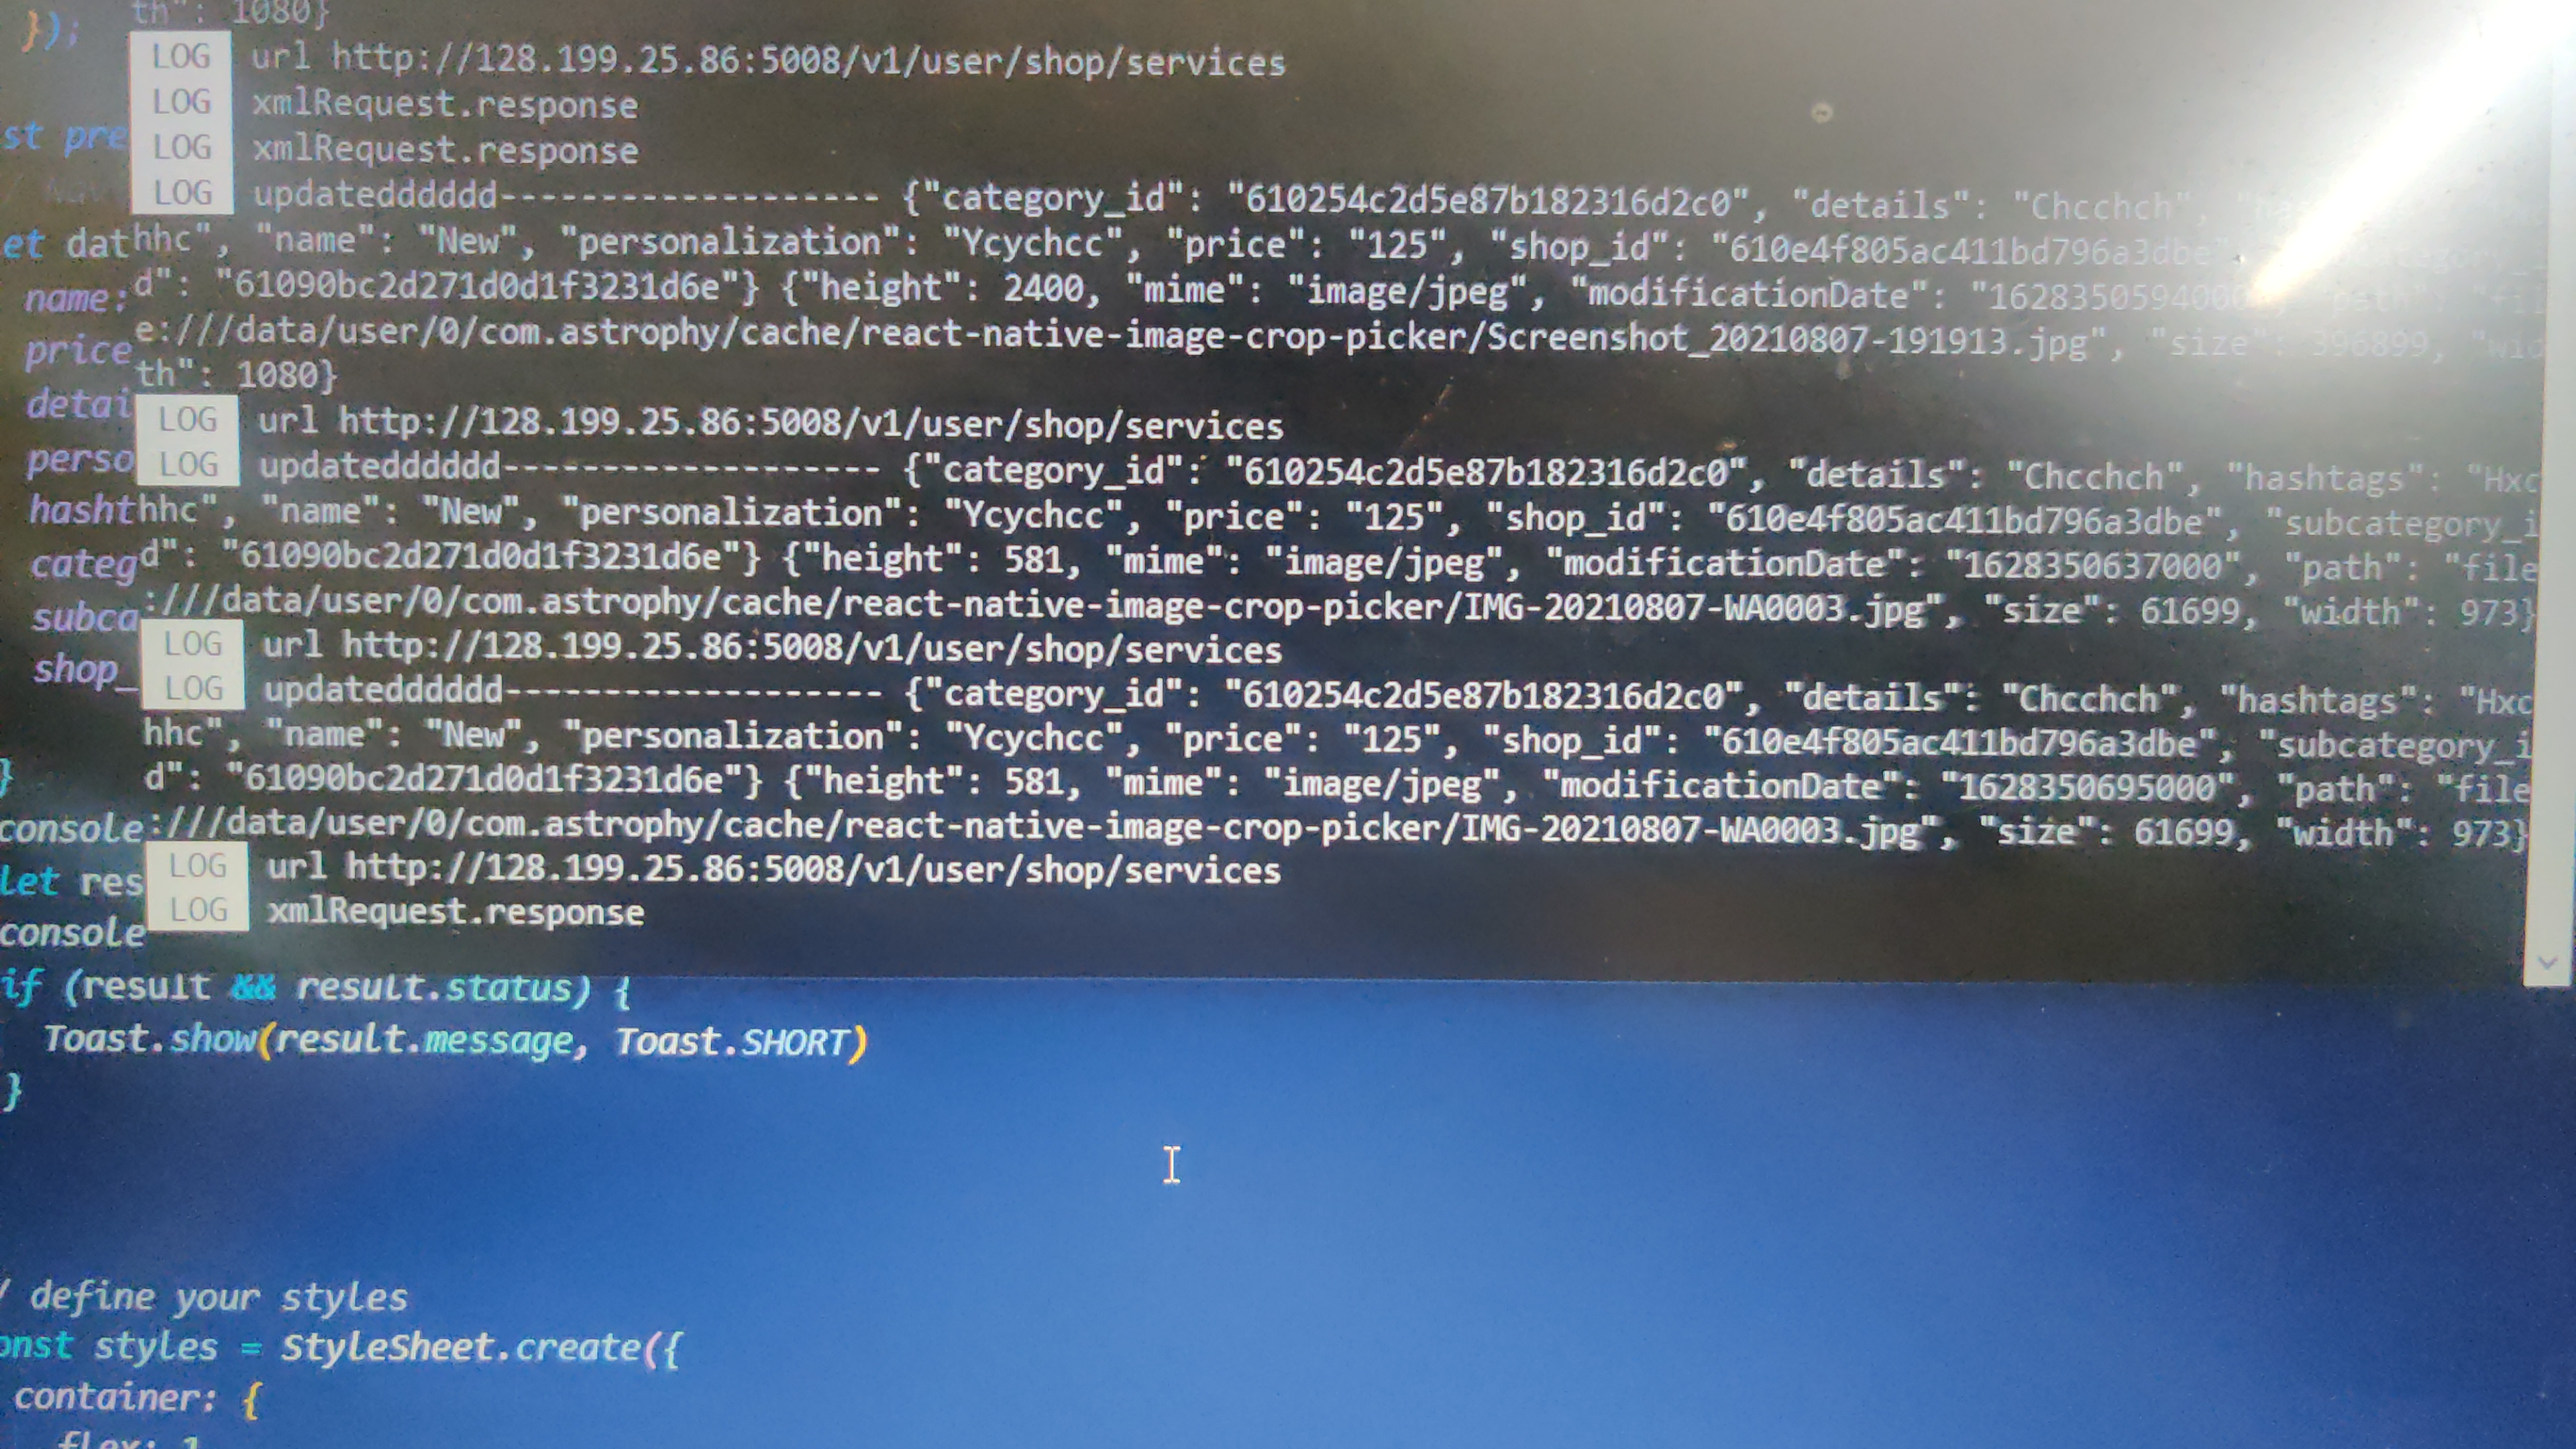 th": 1080}
});
LOG url http://128.199.25.86:5008/v1/user/shop/services
LOG xmlRequest.response
st pre
LOG xmlRequest.response
LOG updatedddddd------------------- {"category_id": "610254c2d5e87b182316d2c0", "details": "Chcchch",
et dat
hhc", "name": "New", "personalization": "Ycychcc", "price": "125", "shop_id": "610e4f805ac411bd796a3dbe"
name:
d": "61090bc2d271d0d1f3231d6e"} {"height": 2400, "mime": "image/jpeg", "modificationDate": "1628350594000
e:///data/user/0/com.astrophy/cache/react-native-image-crop-picker/Screenshot_20210807-191913.jpg", "size": 396899, "wid
price
th": 1080}
detai
LOG url http://128.199.25.86:5008/v1/user/shop/services
perso
LOG updatedddddd------------------- {"category_id": "610254c2d5e87b182316d2c0", "details": "Chcchch", "hashtags": "Hxc
hasht
hhc", "name": "New", "personalization": "Ycychcc", "price": "125", "shop_id": "610e4f805ac411bd796a3dbe", "subcategory_i
categ
d": "61090bc2d271d0d1f3231d6e"} {"height": 581, "mime": "image/jpeg", "modificationDate": "1628350637000", "path": "file
subca
:///data/user/0/com.astrophy/cache/react-native-image-crop-picker/IMG-20210807-WA0003.jpg", "size": 61699, "width": 973}
LOG url http://128.199.25.86:5008/v1/user/shop/services
shop_
LOG updatedddddd------------------- {"category_id": "610254c2d5e87b182316d2c0", "details": "Chcchch", "hashtags": "Hxc
hhc", "name": "New", "personalization": "Ycychcc", "price": "125", "shop_id": "610e4f805ac411bd796a3dbe", "subcategory_i
}
d": "61090bc2d271d0d1f3231d6e"} {"height": 581, "mime": "image/jpeg", "modificationDate": "1628350695000", "path": "file
console
:///data/user/0/com.astrophy/cache/react-native-image-crop-picker/IMG-20210807-WA0003.jpg", "size": 61699, "width": 973}
LOG url http://128.199.25.86:5008/v1/user/shop/services
let res
LOG xmlRequest.response
console
if (result && result.status) {
Toast.show(result.message, Toast.SHORT)
}
/ define your styles
onst styles = StyleSheet.create({
container: {
flex: 1